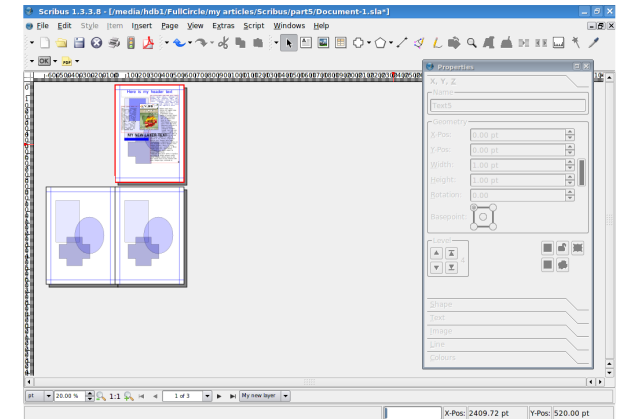 Scribus 1.3.3.8 - [/media/hdb1/FullCircle/my articles/Scribus/part5/Document-1.sla*]
File Edit Style Item Insert Page View Extras Script Windows Help
OK PDF
Properties
X, Y, Z
Name
Text5
Geometry
X-Pos: 0.00 pt
Y-Pos: 0.00 pt
Width: 1.00 pt
Height: 1.00 pt
Rotation: 0.00
Basepoint:
Level
4
Shape
Text
Image
Line
Colours
Here is my header text
MY NEW LAYER TEXT
pt 20.00 % 1:1 1 of 3 My new layer
X-Pos: 2409.72 pt Y-Pos: 520.00 pt